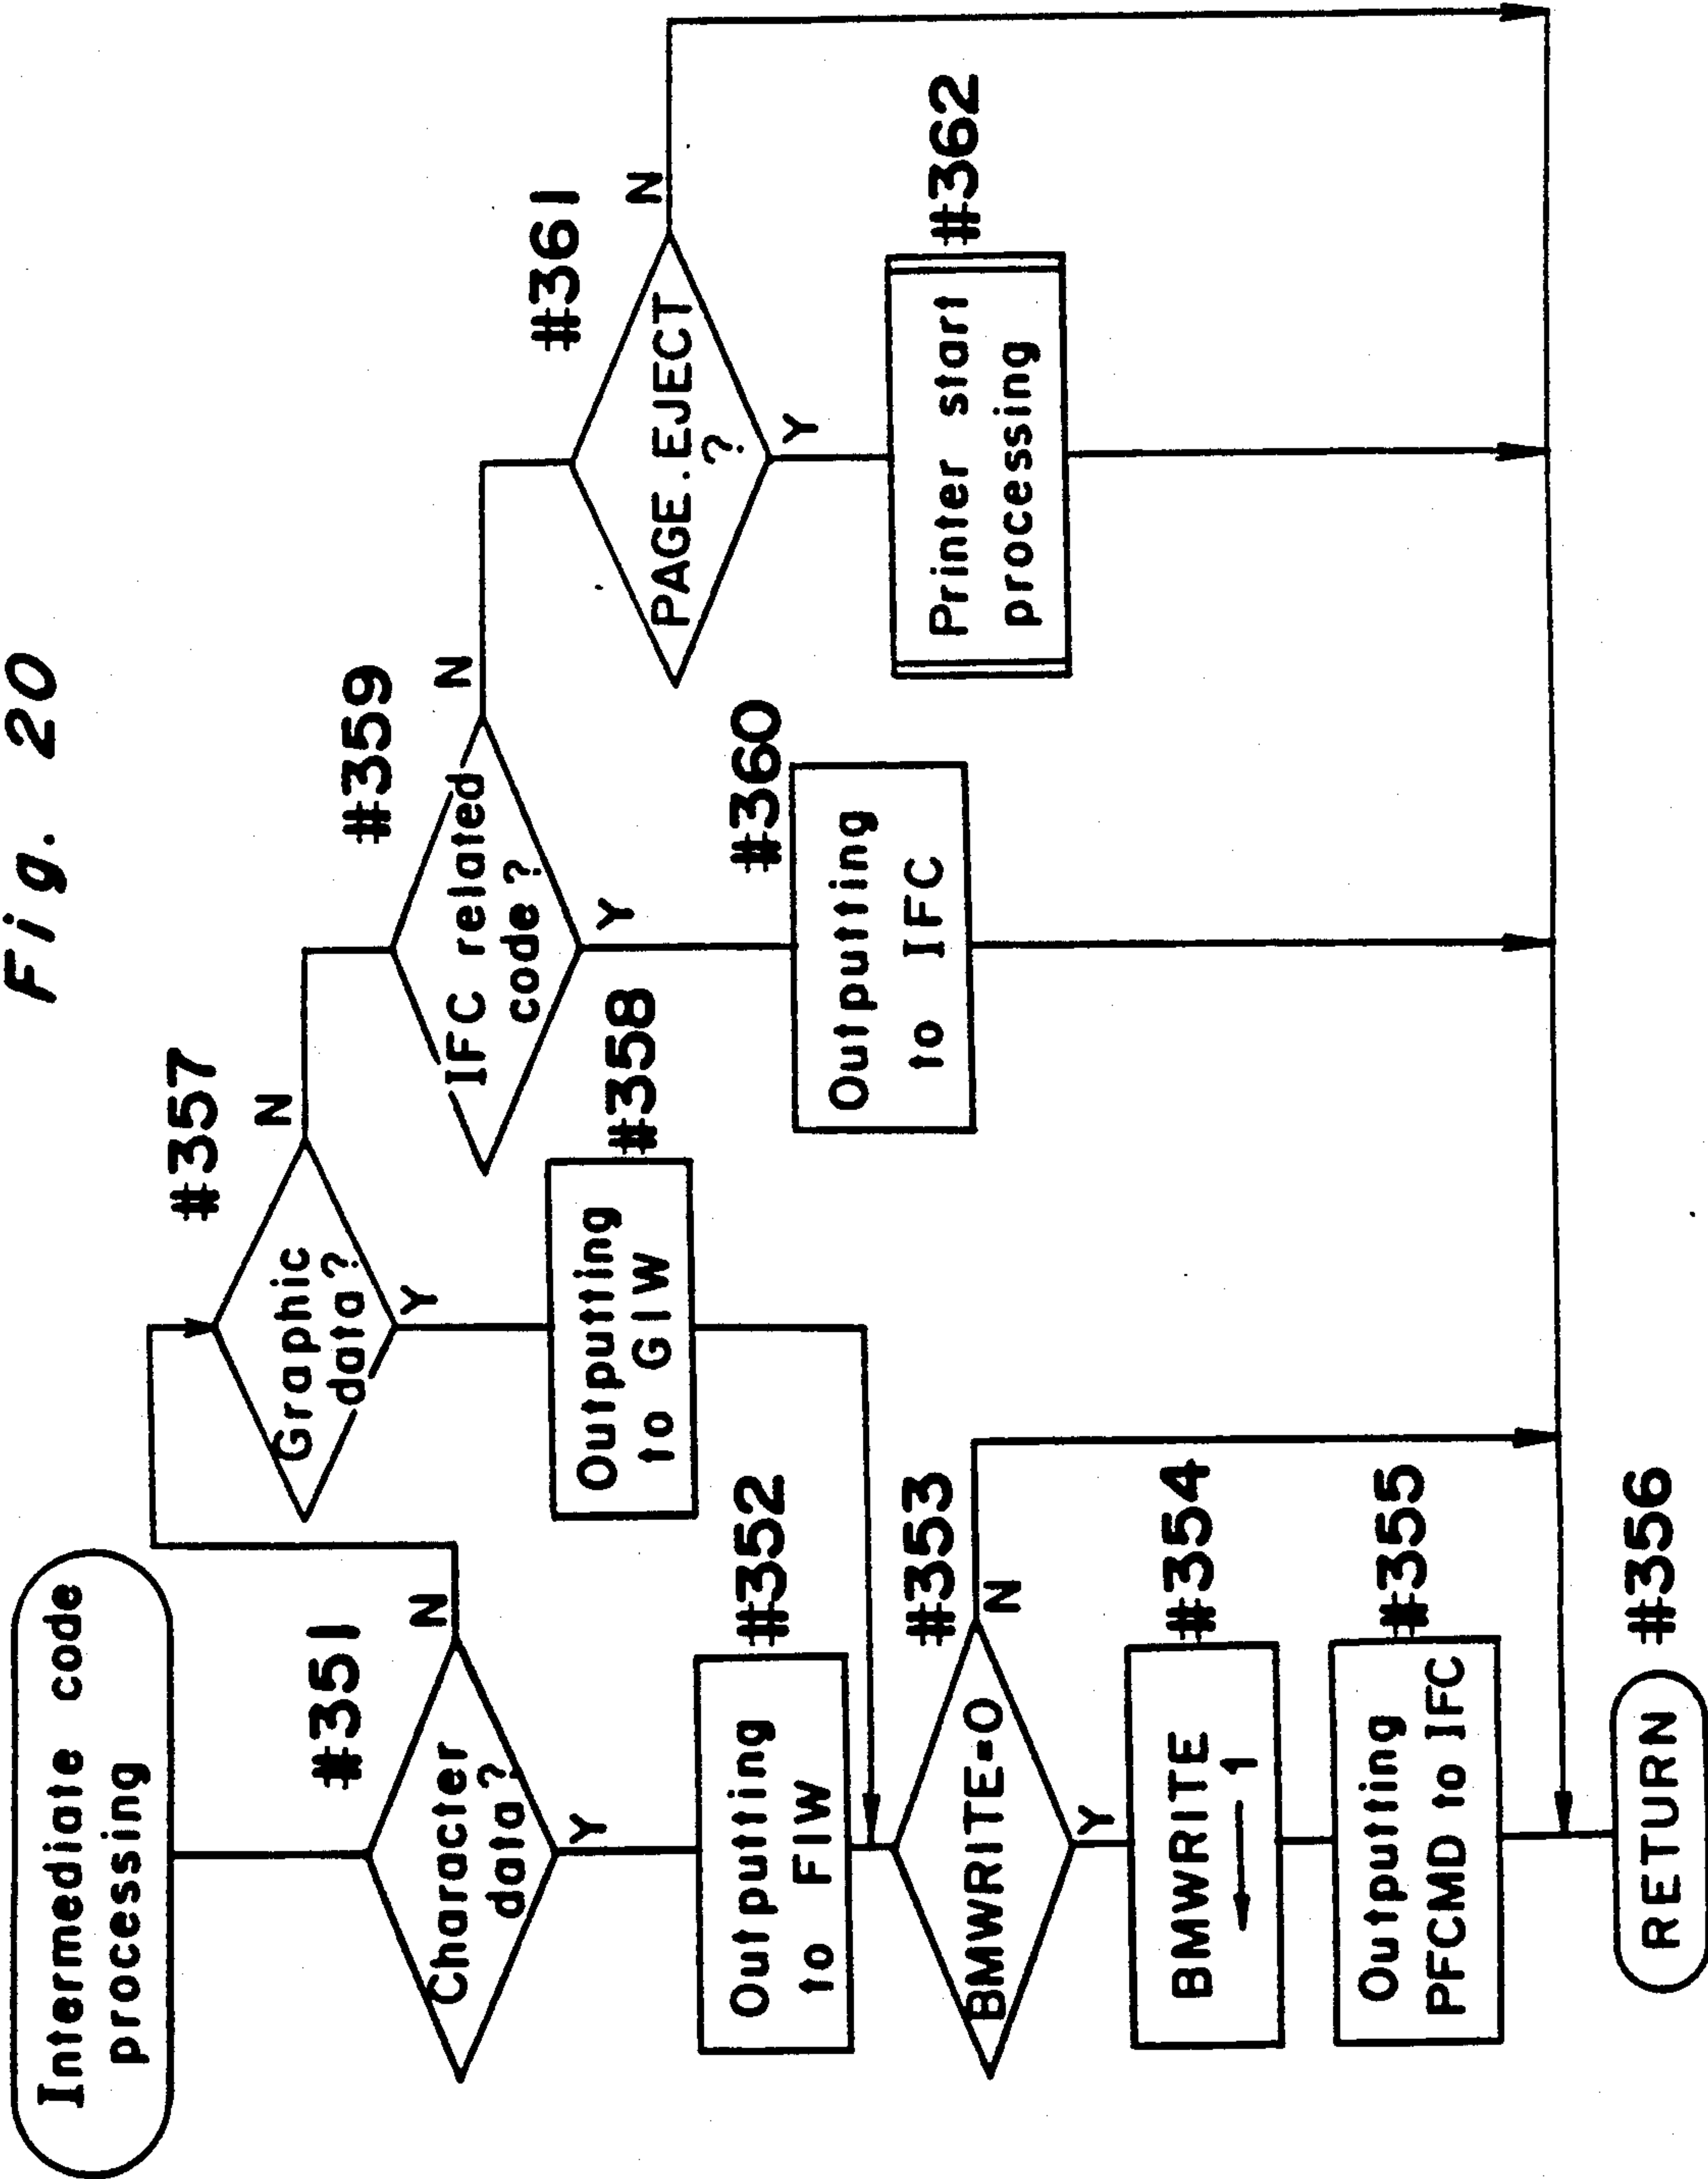 Fig. 20
Intermediate code
processing
#351
Character
data?
N
Y
#352
Outputting
to FIW
#353
BMWRITE=0
N
Y
#354
BMWRITE
← 1
#355
Outputting
PFCMD to IFC
RETURN
#356
#357
Graphic
data?
N
Y
#358
Outputting
to GIW
#359
IFC related
code?
N
Y
#360
Outputting
to IFC
#361
PAGE.EJECT
?
N
Y
#362
Printer start
processing